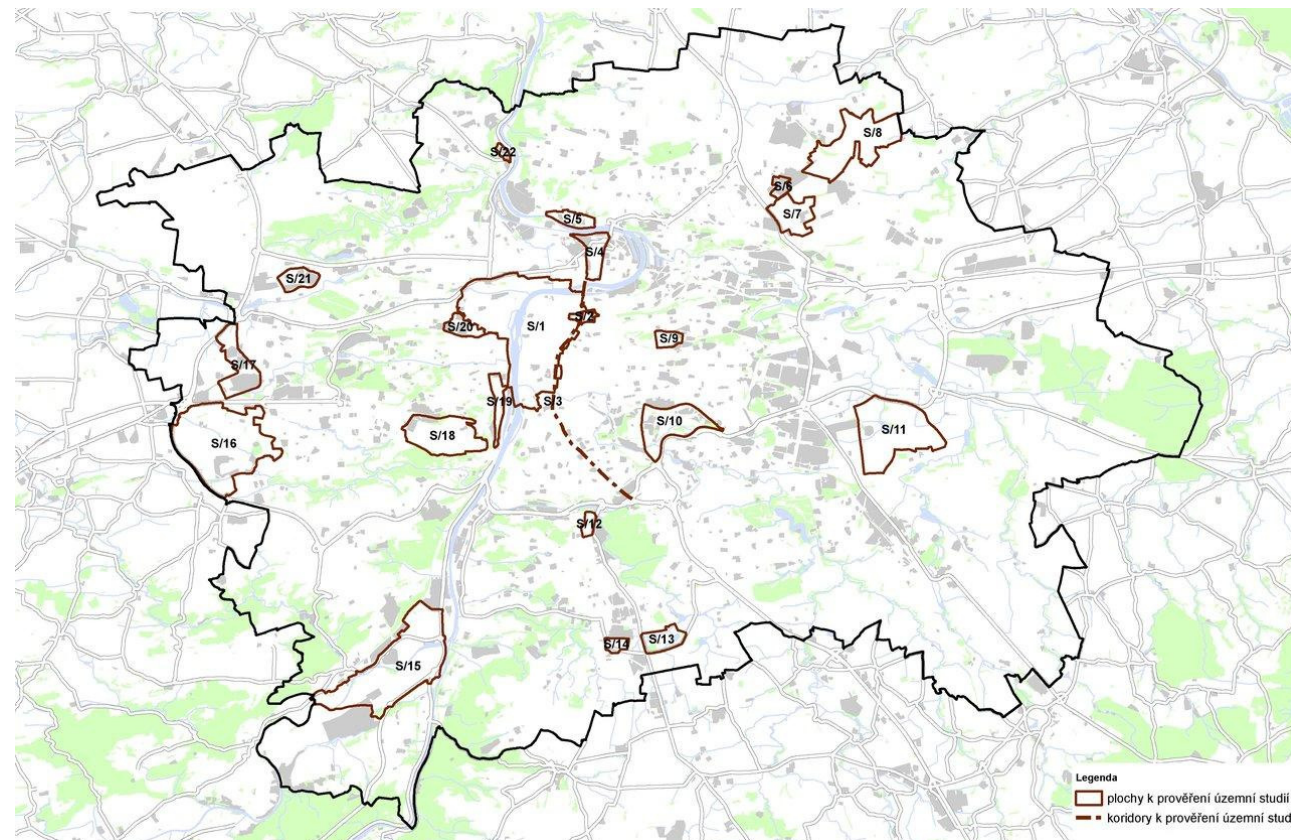 S/8
S/22
S/6
S/7
S/5
S/4
S/21
S/1
S/2
S/20
S/9
S/17
S/19
S/3
S/10
S/18
S/11
S/16
S/12
S/13
S/14
S/15
Legenda
plochy k prověření územní studií
koridory k prověření územní stud